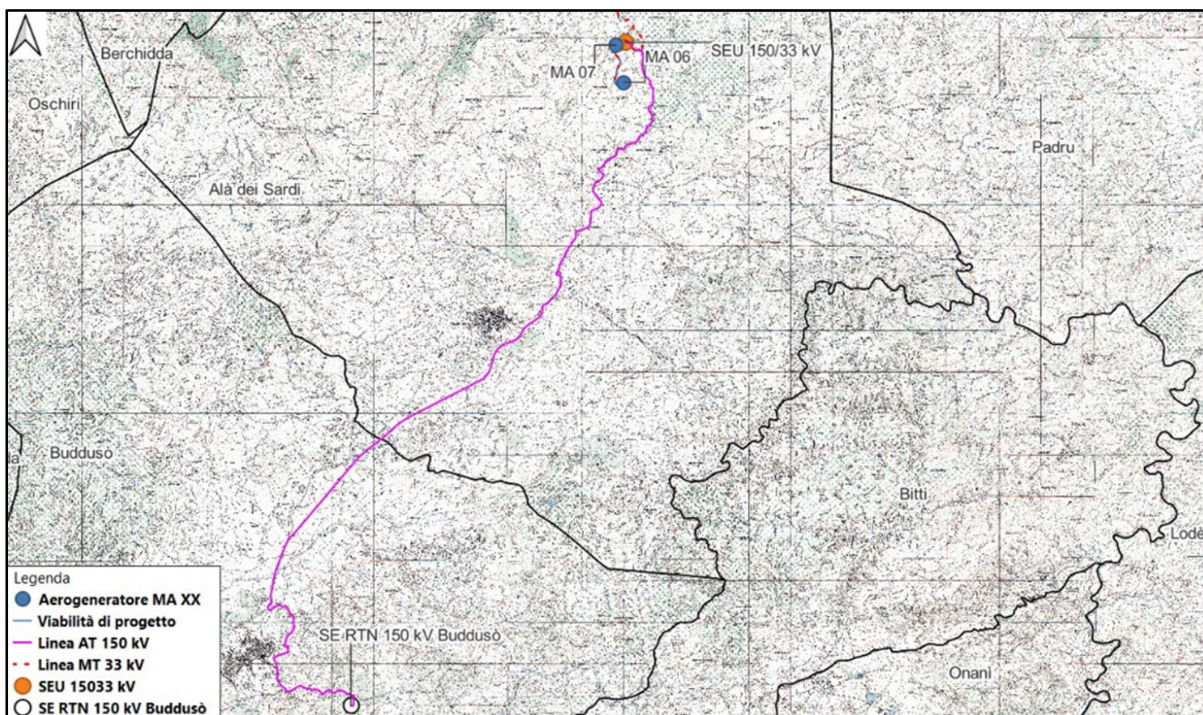 Berchidda
SEU 150/33 kV
MA 07
MA 06
Oschiri
Padru
Alà dei Sardi
Buddusò
Bitti
Lode
SE RTN 150 kV Buddusò
Onanì
Legenda
Aerogeneratore MA XX
Viabilità di progetto
Linea AT 150 kV
Linea MT 33 kV
SEU 15033 kV
SE RTN 150 kV Buddusò